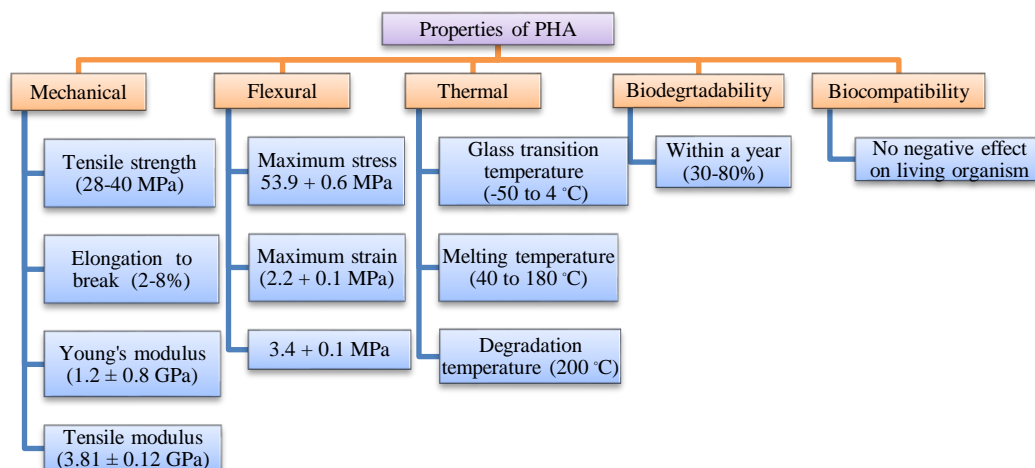 Properties of PHA
Mechanical
Flexural
Thermal
Biodegrtadability
Biocompatibility
Tensile strength
(28-40 MPa)
Elongation to
break (2-8%)
Young's modulus
(1.2 ± 0.8 GPa)
Tensile modulus
(3.81 ± 0.12 GPa)
Maximum stress
53.9 + 0.6 MPa
Maximum strain
(2.2 + 0.1 MPa)
3.4 + 0.1 MPa
Glass transition
temperature
(-50 to 4 °C)
Melting temperature
(40 to 180 °C)
Degradation
temperature (200 °C)
Within a year
(30-80%)
No negative effect
on living organism